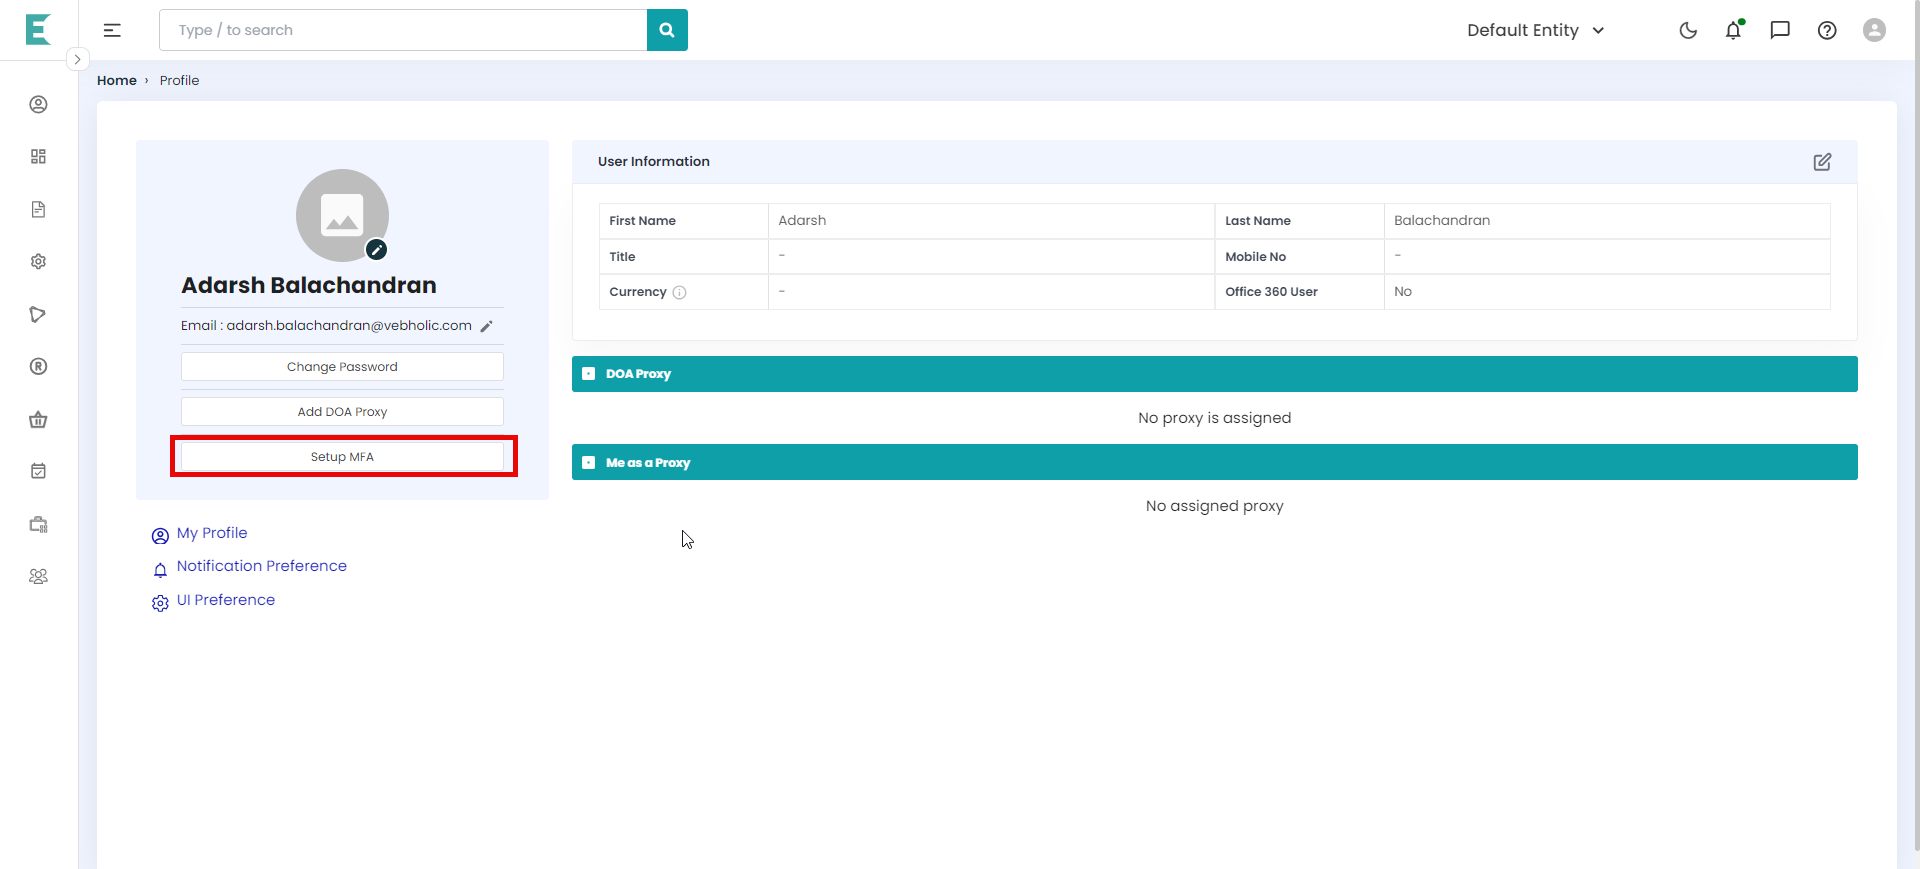 Type / to search
Default Entity
Home › Profile
Adarsh Balachandran
Email : adarsh.balachandran@vebholic.com
Change Password
Add DOA Proxy
Setup MFA
My Profile
Notification Preference
UI Preference
User Information
First Name Adarsh Last Name Balachandran
Title - Mobile No -
Currency - Office 360 User No
DOA Proxy
No proxy is assigned
Me as a Proxy
No assigned proxy